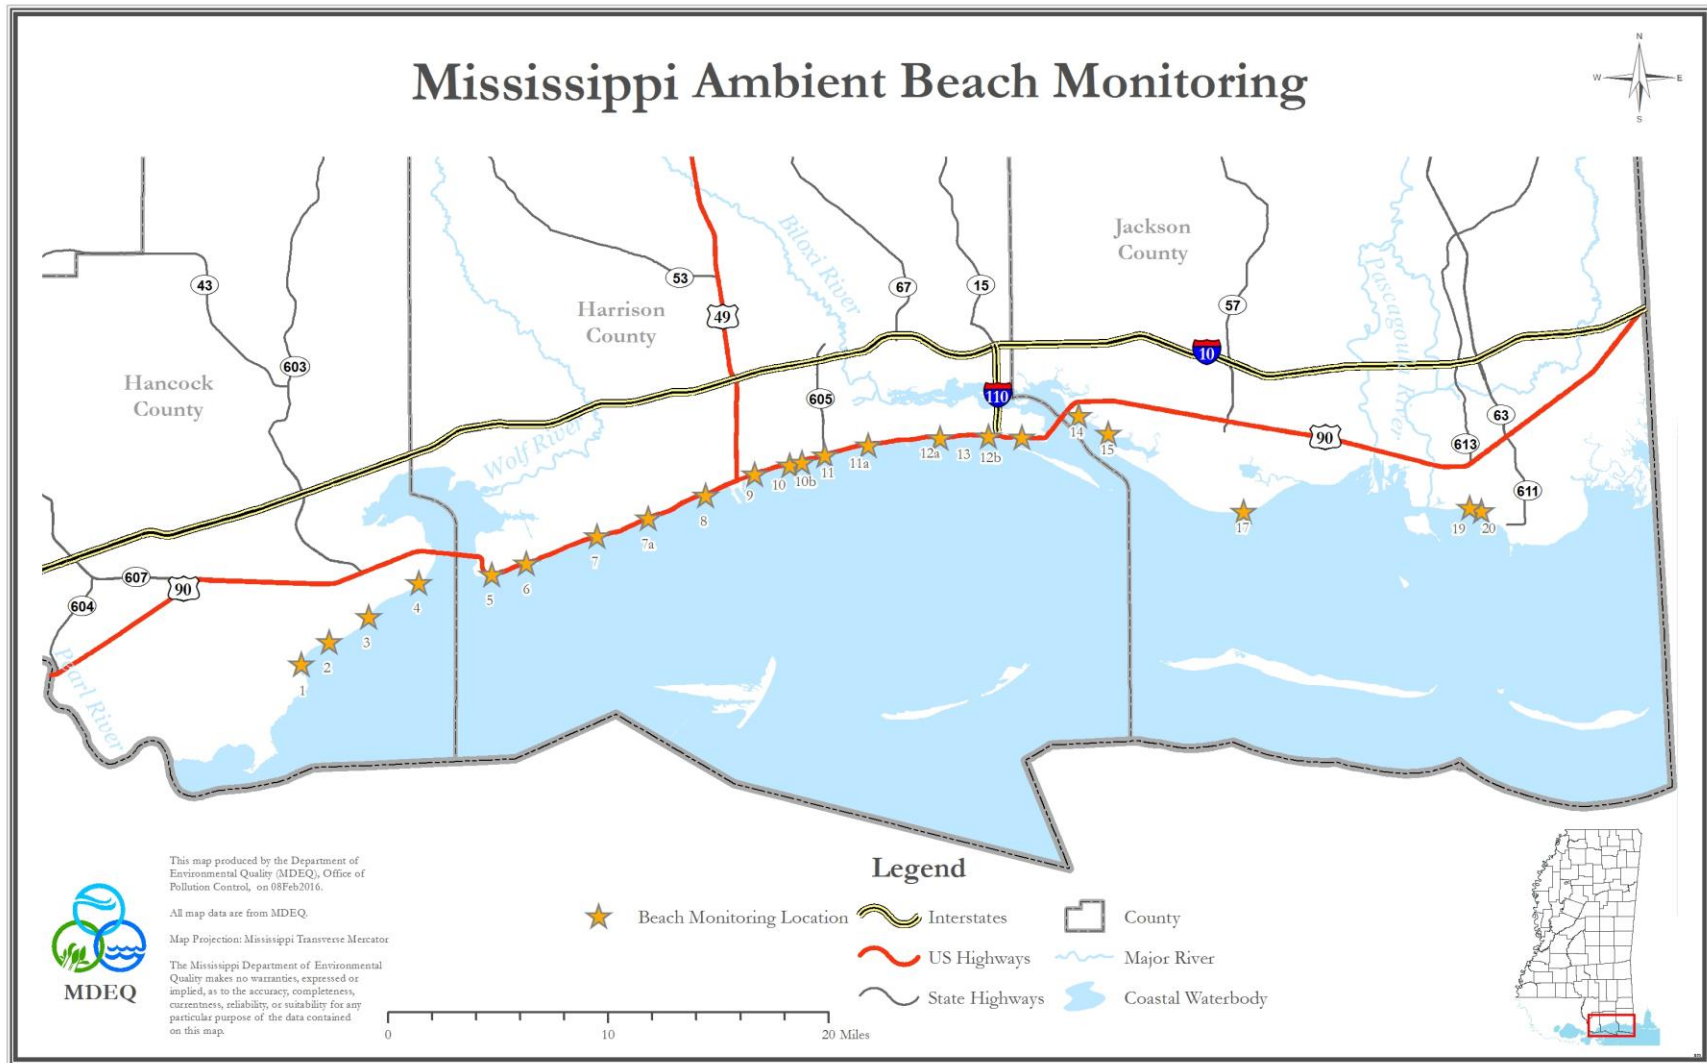 Mississippi Ambient Beach Monitoring
N
W
E
S
Jackson
County
Biloxi River
43
53
67
15
57
Harrison
County
49
Pascagoula River
603
10
Hancock
County
110
605
63
14
90
613
15
Wolf River
11a
12a
13
12b
11
10
10b
9
611
8
17
19
20
7a
7
607
90
5
6
604
4
3
2
Pearl River
1
This map produced by the Department of
Environmental Quality (MDEQ), Office of
Pollution Control, on 08Feb2016.
All map data are from MDEQ.
Map Projection: Mississippi Transverse Mercator
The Mississippi Department of Environmental
Quality makes no warranties, expressed or
implied, as to the accuracy, completeness,
currentness, reliability, or suitability for any
particular purpose of the data contained
on this map.
MDEQ
Legend
Beach Monitoring Location
Interstates
County
US Highways
Major River
State Highways
Coastal Waterbody
0
10
20 Miles